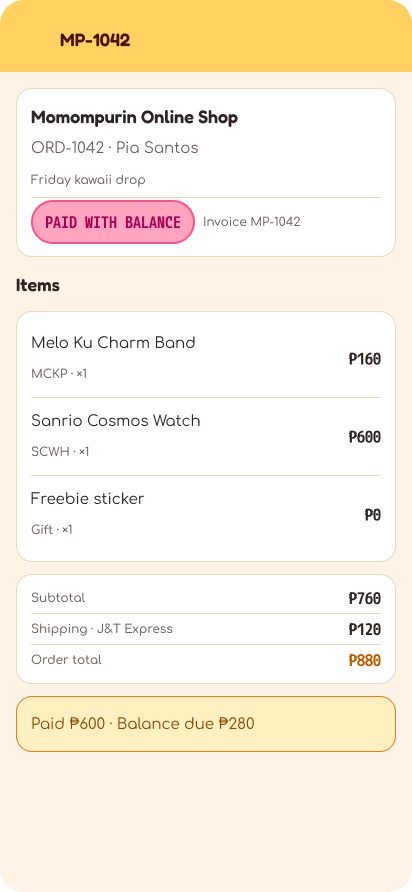 MP-1042
Momompurin Online Shop
ORD-1042 · Pia Santos
Friday kawaii drop
PAID WITH BALANCE
Invoice MP-1042
Items
Melo Ku Charm Band
₱160
MCKP · ×1
Sanrio Cosmos Watch
₱600
SCWH · ×1
Freebie sticker
₱0
Gift · ×1
Subtotal ₱760
Shipping · J&T Express ₱120
Order total ₱880
Paid ₱600 · Balance due ₱280